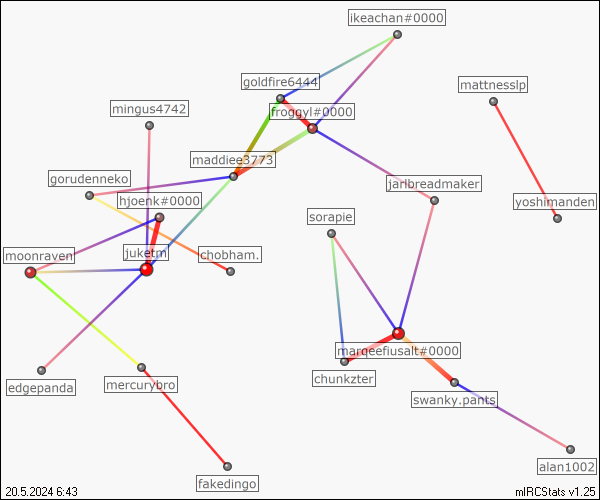 ikeachan#0000
goldfire6444
mattnesslp
mingus4742
froggyl#0000
maddiee3773
gorudenneko
jarlbreadmaker
hjoenk#0000
yoshimanden
sorapie
moonraven
juketm
chobham.
marqeefiusalt#0000
edgepanda
mercurybro
chunkzter
swanky.pants
alan1002
fakedingo
20.5.2024 6:43
mIRCStats v1.25